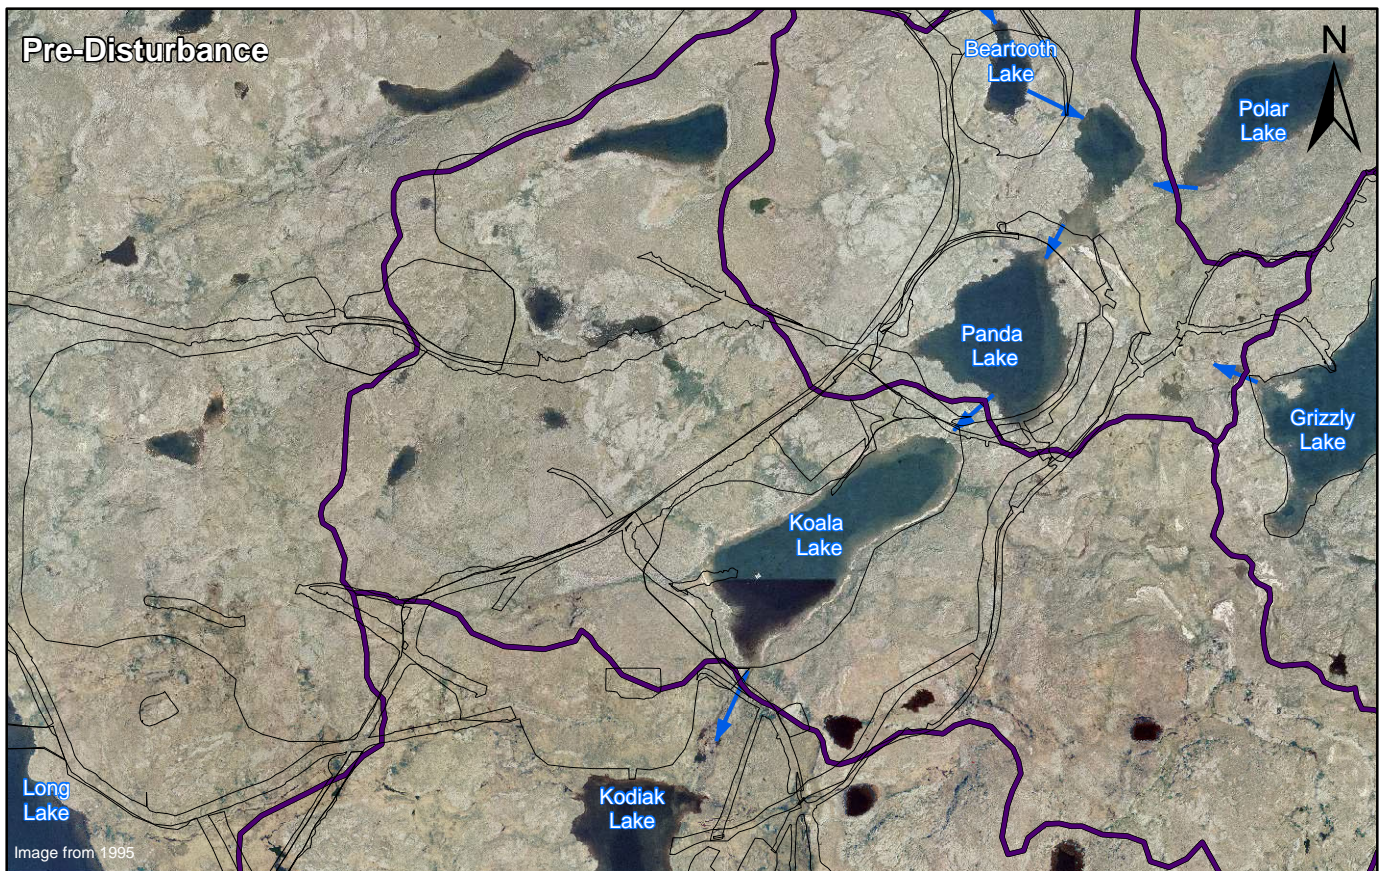 Pre-Disturbance
Beartooth
Lake
N
Polar
Lake
Panda
Lake
Grizzly
Lake
Koala
Lake
Long
Lake
Kodiak
Lake
Image from 1995